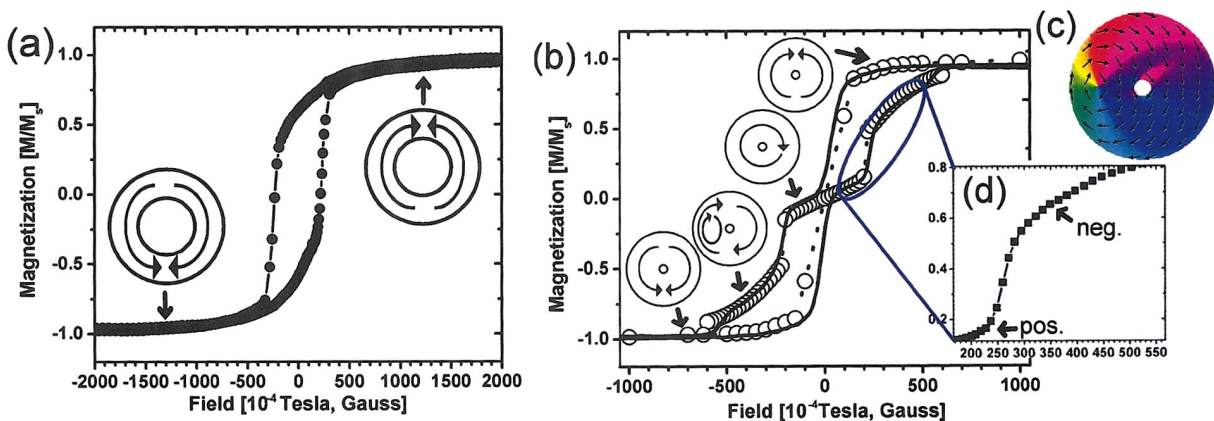 (a)
1.0
0.5
0.0
-0.5
-1.0
Magnetization [M/Ms]
-2000 -1500 -1000 -500 0 500 1000 1500 2000
Field [10-4 Tesla, Gauss]
(b)
1.0
0.5
0.0
-0.5
-1.0
Magnetization [M/Ms]
-1000 -500 0 500 1000
Field [10-4Tesla, Gauss]
(c)
(d)
0.8
0.6
0.4
0.2
neg.
pos.
200 250 300 350 400 450 500 550